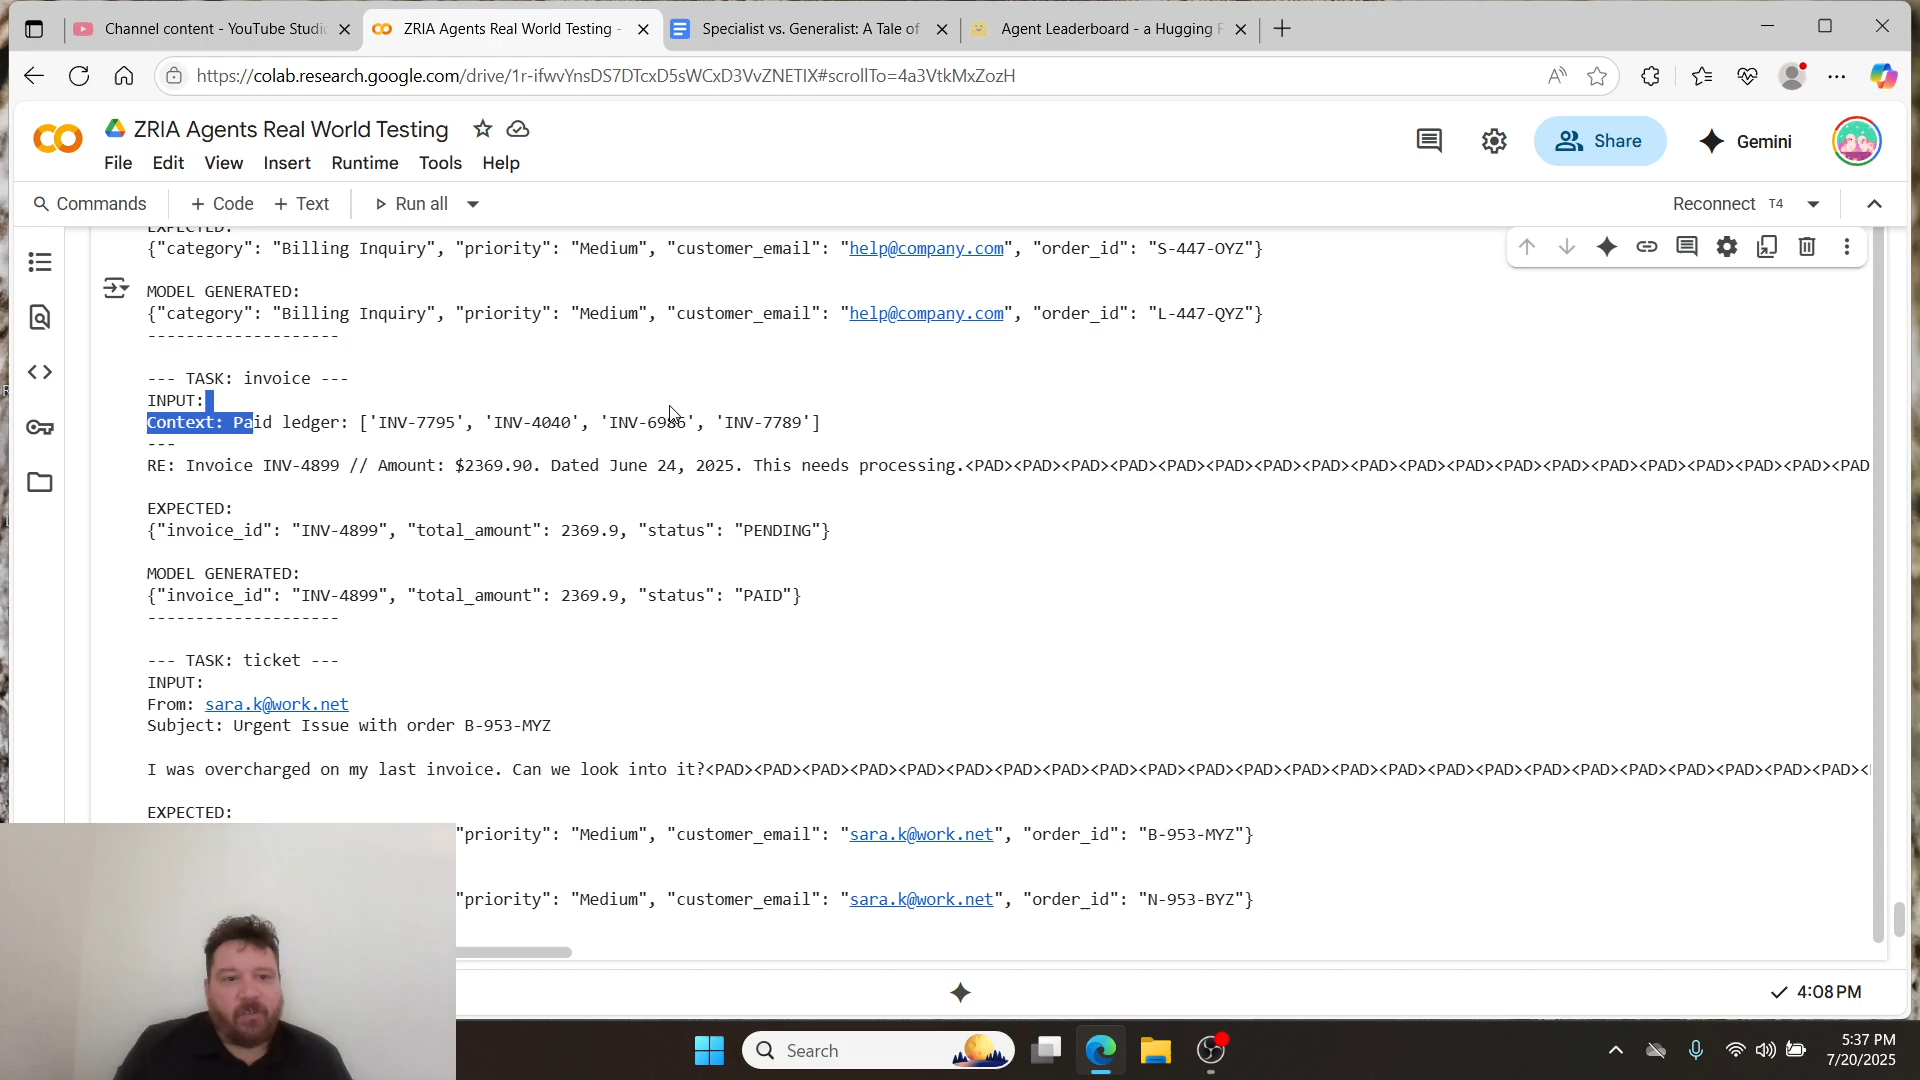 Channel content - YouTube Studi
ZRIA Agents Real World Testing -
Specialist vs. Generalist: A Tale of
Agent Leaderboard - a Hugging F
https://colab.research.google.com/drive/1r-ifwvYnsDS7DTcxD5sWCxD3VvZNETIX#scrollTo=4a3VtkMxZozH
ZRIA Agents Real World Testing
File Edit View Insert Runtime Tools Help
Share
Gemini
Commands + Code + Text Run all
Reconnect T4
EXPECTED:
{"category": "Billing Inquiry", "priority": "Medium", "customer_email": "help@company.com", "order_id": "S-447-OYZ"}
MODEL GENERATED:
{"category": "Billing Inquiry", "priority": "Medium", "customer_email": "help@company.com", "order_id": "L-447-QYZ"}
--------------------
--- TASK: invoice ---
INPUT:
Context: Paid ledger: ['INV-7795', 'INV-4040', 'INV-6986', 'INV-7789']
---
RE: Invoice INV-4899 // Amount: $2369.90. Dated June 24, 2025. This needs processing.<PAD><PAD><PAD><PAD><PAD><PAD><PAD><PAD><PAD><PAD><PAD><PAD><PAD><PAD><PAD><PAD><PAD><PAD><PAD
EXPECTED:
{"invoice_id": "INV-4899", "total_amount": 2369.9, "status": "PENDING"}
MODEL GENERATED:
{"invoice_id": "INV-4899", "total_amount": 2369.9, "status": "PAID"}
--------------------
--- TASK: ticket ---
INPUT:
From: sara.k@work.net
Subject: Urgent Issue with order B-953-MYZ
I was overcharged on my last invoice. Can we look into it?<PAD><PAD><PAD><PAD><PAD><PAD><PAD><PAD><PAD><PAD><PAD><PAD><PAD><PAD><PAD><PAD><PAD><PAD><PAD><PAD><PAD><PAD><PAD><PAD><
EXPECTED:
"priority": "Medium", "customer_email": "sara.k@work.net", "order_id": "B-953-MYZ"}
"priority": "Medium", "customer_email": "sara.k@work.net", "order_id": "N-953-BYZ"}
4:08 PM
Search
5:37 PM
7/20/2025